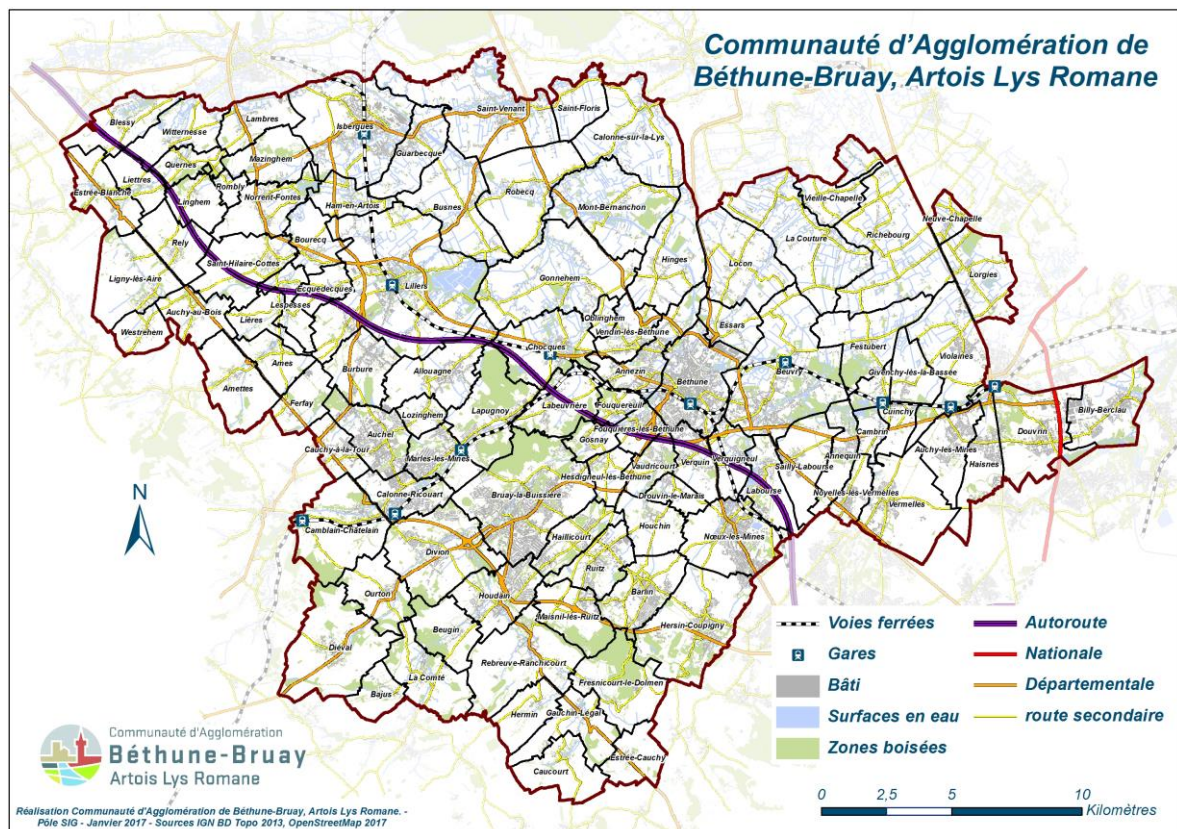 Communauté d'Agglomération de
Béthune-Bruay, Artois Lys Romane
Blessy
Witternesse
Lambres
Isbergues
Saint-Venant
Saint-Floris
Calonne-sur-la-Lys
Guarbecque
Mazinghem
Quernes
Liettres
Estrée-Blanche
Linghem
Rombly
Norrent-Fontes
Ham-en-Artois
Busnes
Robecq
Mont-Bernanchon
Vieille-Chapelle
Neuve-Chapelle
Richebourg
La Couture
Rely
Bourecq
Hinges
Locon
Lorgies
Saint-Hilaire-Cottes
Ligny-lès-Aire
Gonnehem
Ecquedecques
Lillers
Lespesses
Auchy-au-Bois
Lières
Oblinghem
Essars
Westrehem
Vendin-lès-Béthune
Chocques
Festubert
Violaines
Ames
Burbure
Allouagne
Annezin
Béthune
Beuvry
Givenchy-lès-la-Bassée
Amettes
Ferfay
Lozinghem
Lapugnoy
Labeuvrière
Fouquereuil
Cuinchy
Billy-Berclau
Auchel
Fouquières-lès-Béthune
Cambrin
Douvrin
Cauchy-à-la-Tour
Marles-les-Mines
Gosnay
Verquigneul
Annequin
Auchy-les-Mines
Haisnes
Vaudricourt
Verquin
Sailly-Labourse
Hesdigneul-lès-Béthune
Labourse
Noyelles-lès-Vermelles
Vermelles
Calonne-Ricouart
Bruay-la-Buissière
Drouvin-le-Marais
Houchin
Camblain-Châtelain
Haillicourt
Nœux-les-Mines
Divion
Ruitz
Ourton
Houdain
Barlin
Maisnil-lès-Ruitz
Hersin-Coupigny
Beugin
Diéval
Rebreuve-Ranchicourt
La Comté
Fresnicourt-le-Dolmen
Bajus
Hermin
Gauchin-Légal
Estrée-Cauchy
Caucourt
N
Voies ferrées
Gares
Bâti
Surfaces en eau
Zones boisées
Autoroute
Nationale
Départementale
route secondaire
0 2,5 5 10
Kilomètres
Communauté d'Agglomération
Béthune-Bruay
Artois Lys Romane
Réalisation Communauté d'Agglomération de Béthune-Bruay, Artois Lys Romane. -
Pôle SIG - Janvier 2017 - Sources IGN BD Topo 2013, OpenStreetMap 2017